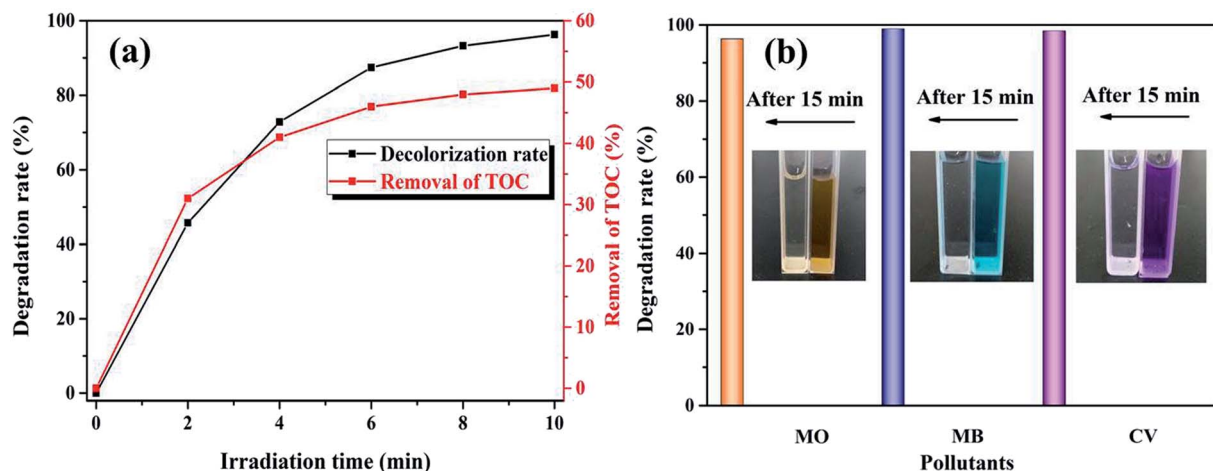 (a)
Degradation rate (%)
100
80
60
40
20
0
Decolorization rate
Removal of TOC
60
50
40
30
20
10
0
Removal of TOC (%)
0 2 4 6 8 10
Irradiation time (min)
(b)
Degradation rate (%)
100
80
60
40
20
0
After 15 min
After 15 min
After 15 min
MO MB CV
Pollutants